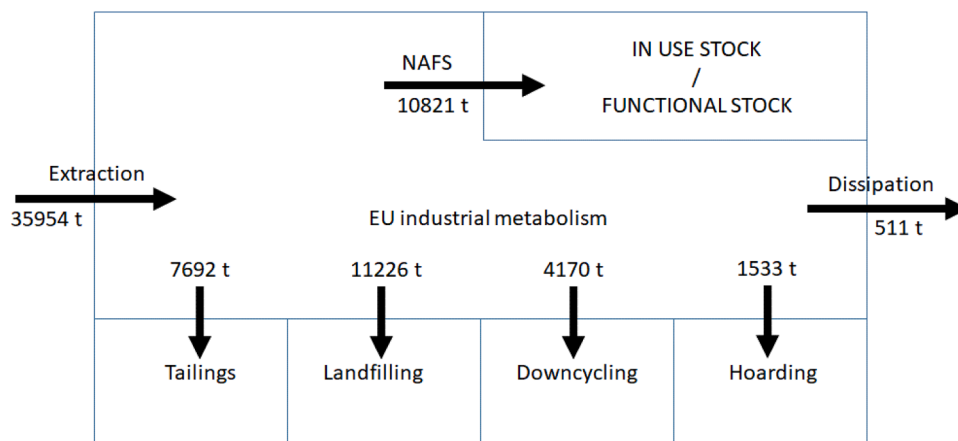 NAFS
10821 t
IN USE STOCK
/
FUNCTIONAL STOCK
Extraction
35954 t
EU industrial metabolism
Dissipation
511 t
7692 t
11226 t
4170 t
1533 t
Tailings
Landfilling
Downcycling
Hoarding